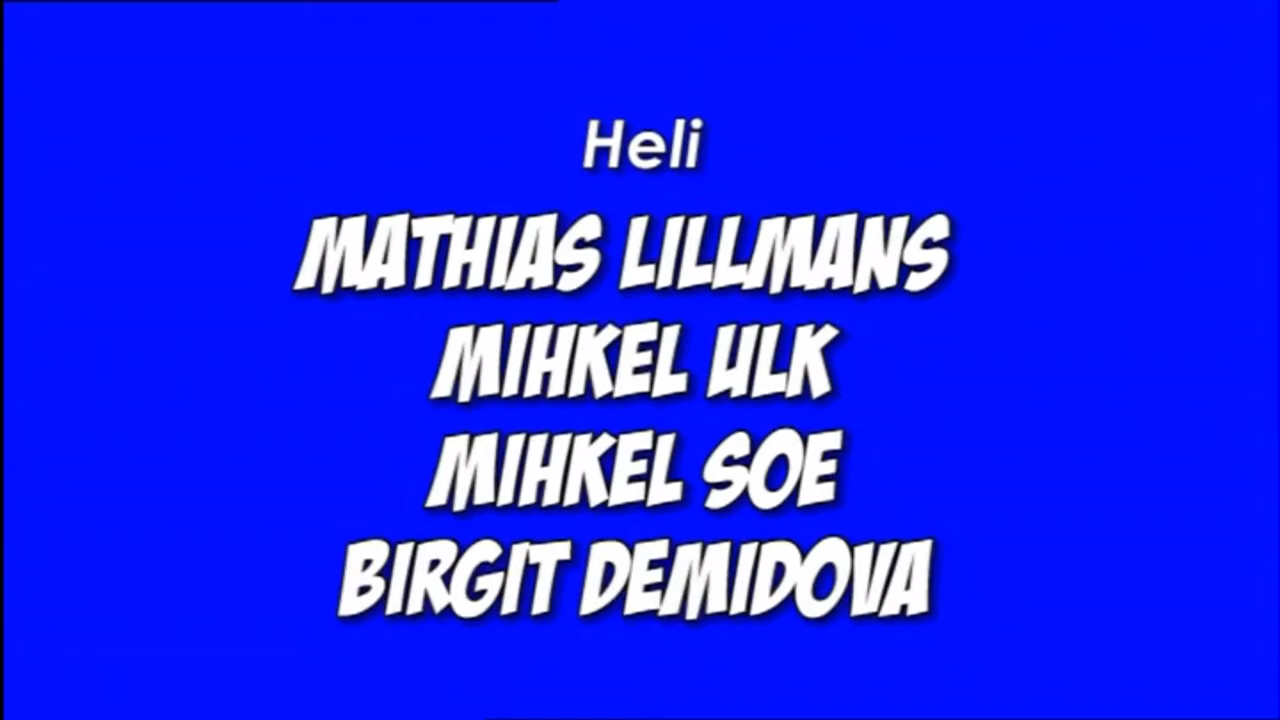 Heli
MATHIAS LILLMANS
MIHKEL ULK
MIHKEL SOE
BIRGIT DEMIDOVA